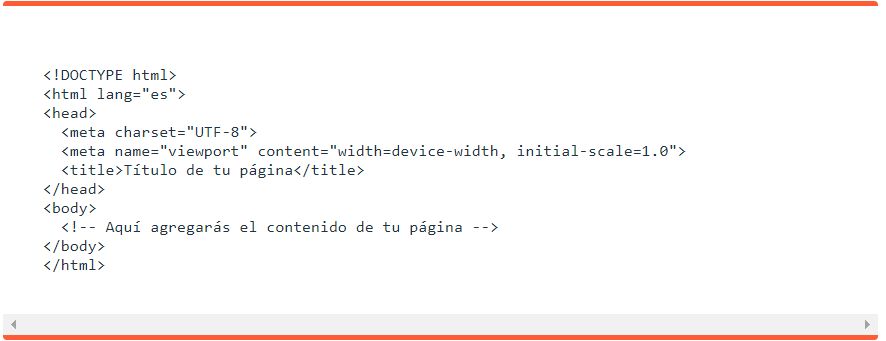 <!DOCTYPE html>
<html lang="es">
<head>
  <meta charset="UTF-8">
  <meta name="viewport" content="width=device-width, initial-scale=1.0">
  <title>Título de tu página</title>
</head>
<body>
  <!-- Aquí agregarás el contenido de tu página -->
</body>
</html>